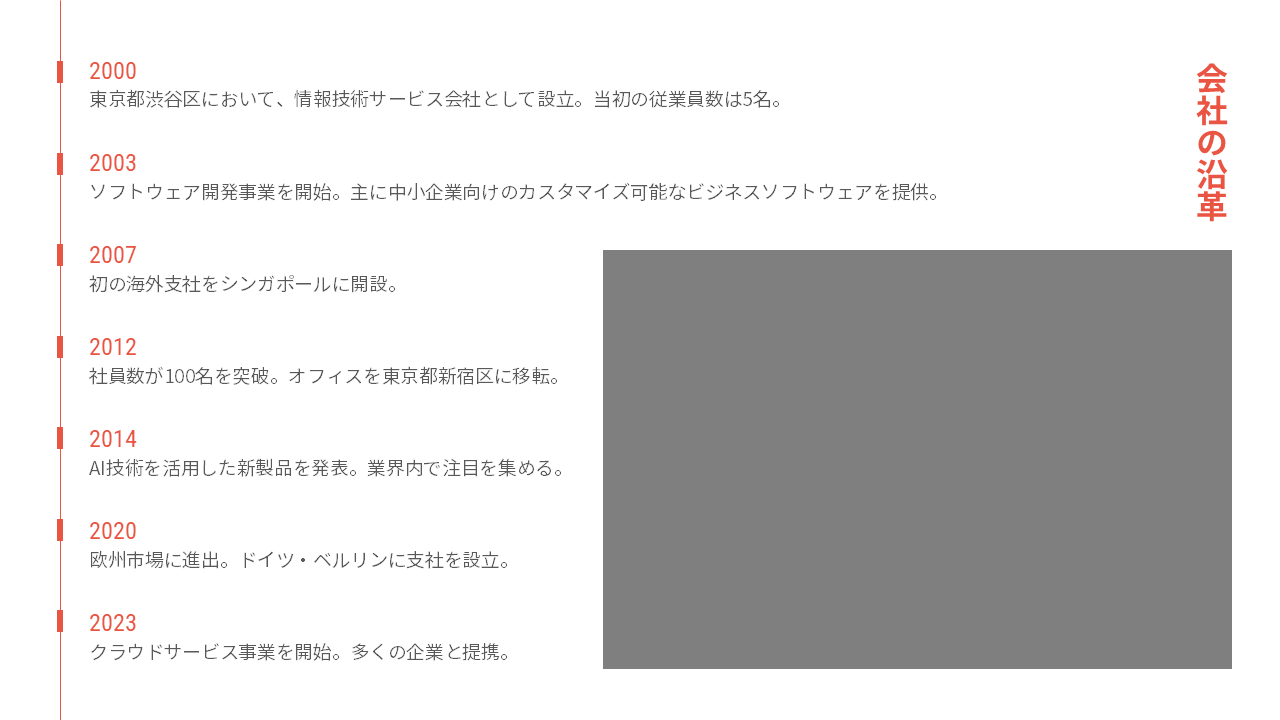 会社の沿革
2000
東京都渋谷区において、情報技術サービス会社として設立。当初の従業員数は5名。
2003
ソフトウェア開発事業を開始。主に中小企業向けのカスタマイズ可能なビジネスソフトウェアを提供。
2007
初の海外支社をシンガポールに開設。
2012
社員数が100名を突破。オフィスを東京都新宿区に移転。
2014
AI技術を活用した新製品を発表。業界内で注目を集める。
2020
欧州市場に進出。ドイツ・ベルリンに支社を設立。
2023
クラウドサービス事業を開始。多くの企業と提携。